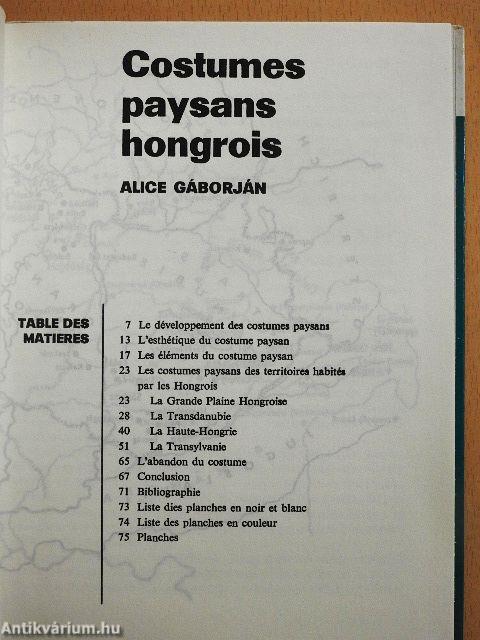 Costumes
paysans
hongrois
ALICE GÁBORJÁN
TABLE DES
MATIERES
7 Le développement des costumes paysans
13 L'esthétique du costume paysan
17 Les éléments du costume paysan
23 Les costumes paysans des territoires habités
par les Hongrois
23 La Grande Plaine Hongroise
28 La Transdanubie
40 La Haute-Hongrie
51 La Transylvanie
65 L'abandon du costume
67 Conclusion
71 Bibliographie
73 Liste dies planches en noir et blanc
74 Liste des planches en couleur
75 Planches
Antikvárium.hu